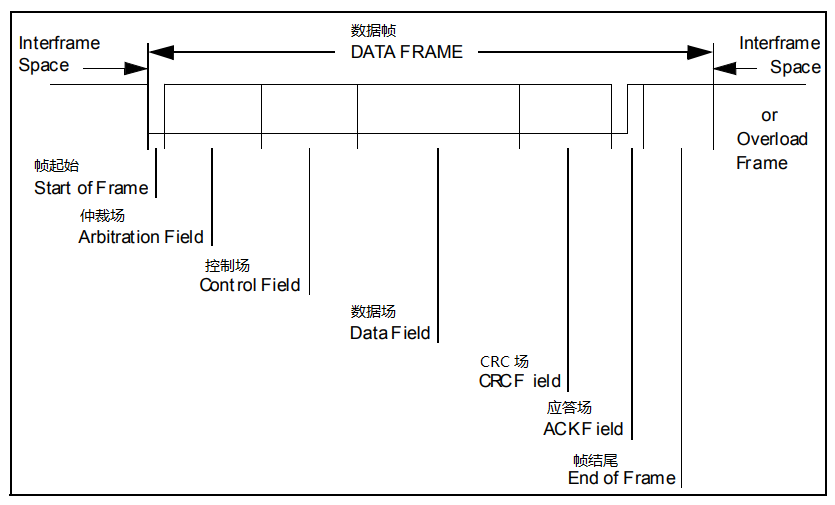 数据帧
Interframe
Space
DATA FRAME
Interframe
Space
or
Overload
Frame
帧起始
Start of Frame
仲裁场
Arbitration Field
控制场
Control Field
数据场
Data Field
CRC 场
CRCF ield
应答场
ACKField
帧结尾
End of Frame